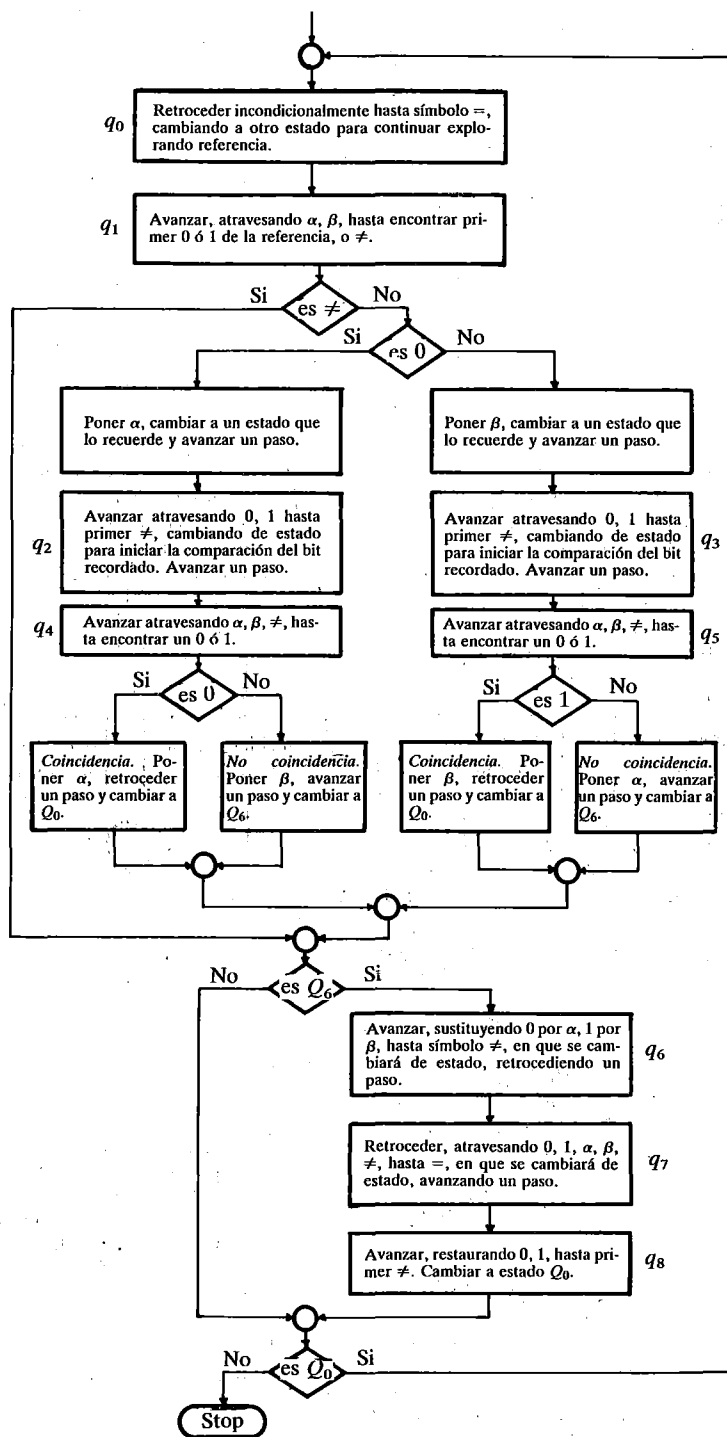 q0
Retroceder incondicionalmente hasta símbolo =,
cambiando a otro estado para continuar explo-
rando referencia.
q1
Avanzar, atravesando α, β, hasta encontrar pri-
mer 0 ó 1 de la referencia, o ≠.
Si
es ≠
No
Si
es 0
No
Poner α, cambiar a un estado que
lo recuerde y avanzar un paso.
Poner β, cambiar a un estado que
lo recuerde y avanzar un paso.
q2
Avanzar atravesando 0, 1 hasta
primer ≠, cambiando de estado
para iniciar la comparación del bit
recordado. Avanzar un paso.
Avanzar atravesando 0, 1 hasta
primer ≠, cambiando de estado
para iniciar la comparación del bit
recordado. Avanzar un paso.
q3
q4
Avanzar atravesando α, β, ≠, has-
ta encontrar un 0 ó 1.
Avanzar atravesando α, β, ≠, has-
ta encontrar un 0 ó 1.
q5
Si
es 0
No
Si
es 1
No
Coincidencia. Po-
ner α, retroceder
un paso y cambiar a
Q0.
No coincidencia.
Poner β, avanzar
un paso y cambiar a
Q6.
Coincidencia. Po-
ner β, retroceder
un paso y cambiar a
Q0.
No coincidencia.
Poner α, avanzar
un paso y cambiar a
Q6.
No
es Q6
Si
Avanzar, sustituyendo 0 por α, 1 por
β, hasta símbolo ≠, en que se cam-
biará de estado, retrocediendo un
paso.
q6
Retroceder, atravesando 0, 1, α, β,
≠, hasta =, en que se cambiará de
estado, avanzando un paso.
q7
Avanzar, restaurando 0, 1, hasta pri-
mer ≠. Cambiar a estado Q0.
q8
No
es Q0
Si
Stop